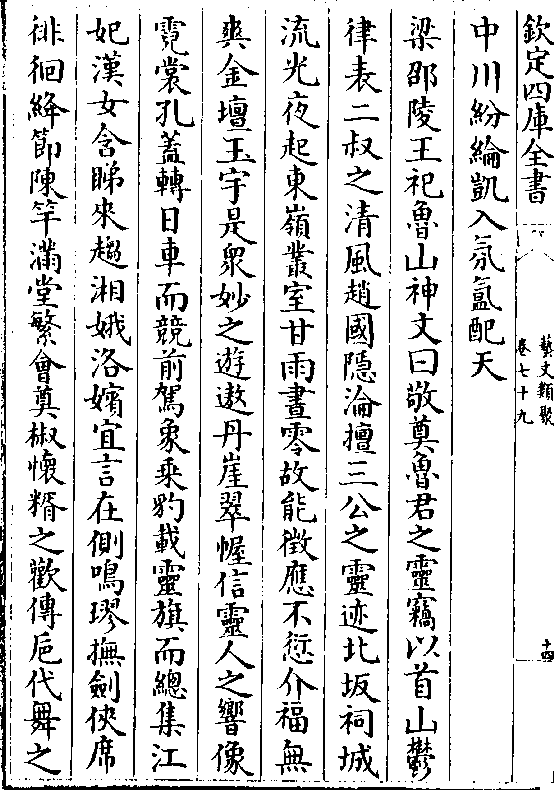 欽定四庫全書
藝文類聚
卷七十九
十四
中川紛綸凱入氛氳配天
梁邵陵王祀魯山神文曰敬奠魯君之靈竊以首山鬱
律表二叔之清風趙國隱淪擅三公之靈迹北坂祠城
流光夜起東嶺叢室甘雨晝零故能徵應不愆介福無
爽金壇玉宇是衆妙之遊遨丹崖翠幄信靈人之響像
霓裳孔蓋轉日車而競前駕象乗豹載靈旗而總集江
妃漢女含睇來趨湘娥洛嬪宜言在側鳴璆撫劍俠席
徘徊絳節陳竽滿堂繁會奠椒懷糈之歡傳巵代舞之